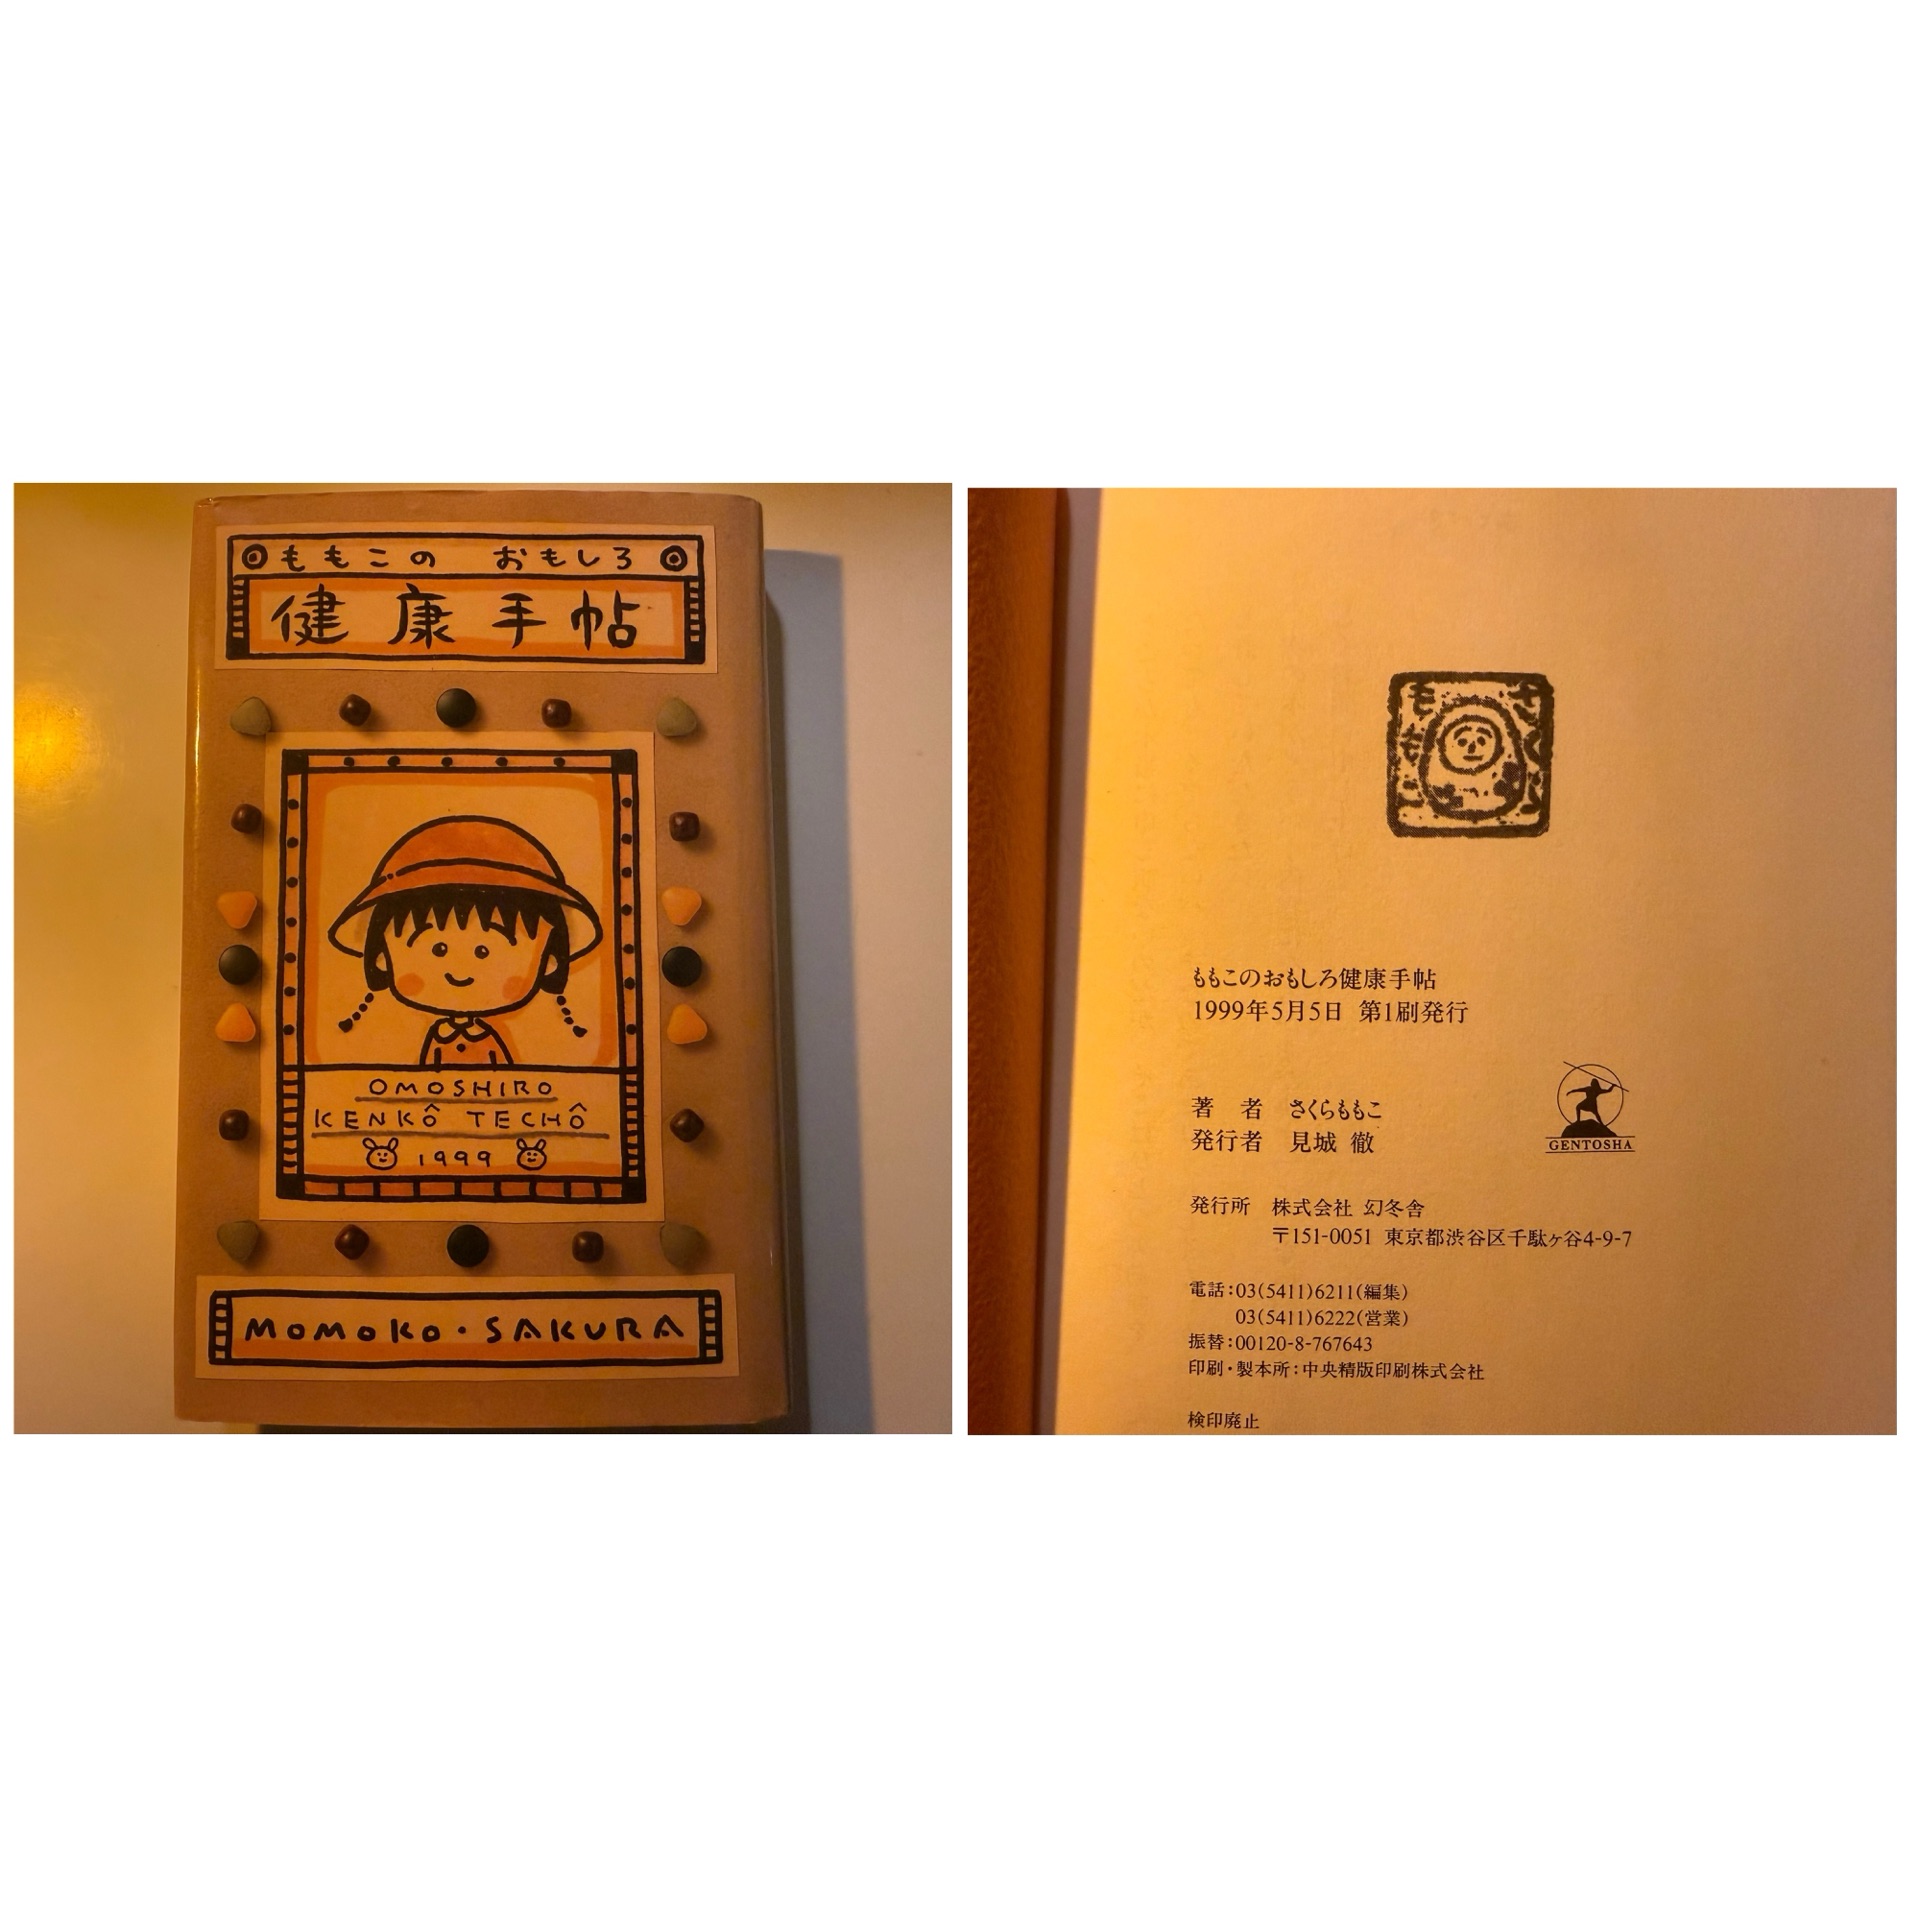 ももこの おもしろ
健康手帖
OMOSHIRO
KENKÔ TECHÔ
1999
MOMOKO・SAKURA
さくら
ももこ
ももこのおもしろ健康手帖
1999年5月5日 第1刷発行
著 者 さくらももこ
発行者 見城 徹
GENTOSHA
発行所 株式会社 幻冬舎
〒151-0051 東京都渋谷区千駄ヶ谷4-9-7
電話:03(5411)6211(編集)
03(5411)6222(営業)
振替:00120-8-767643
印刷・製本所:中央精版印刷株式会社
検印廃止